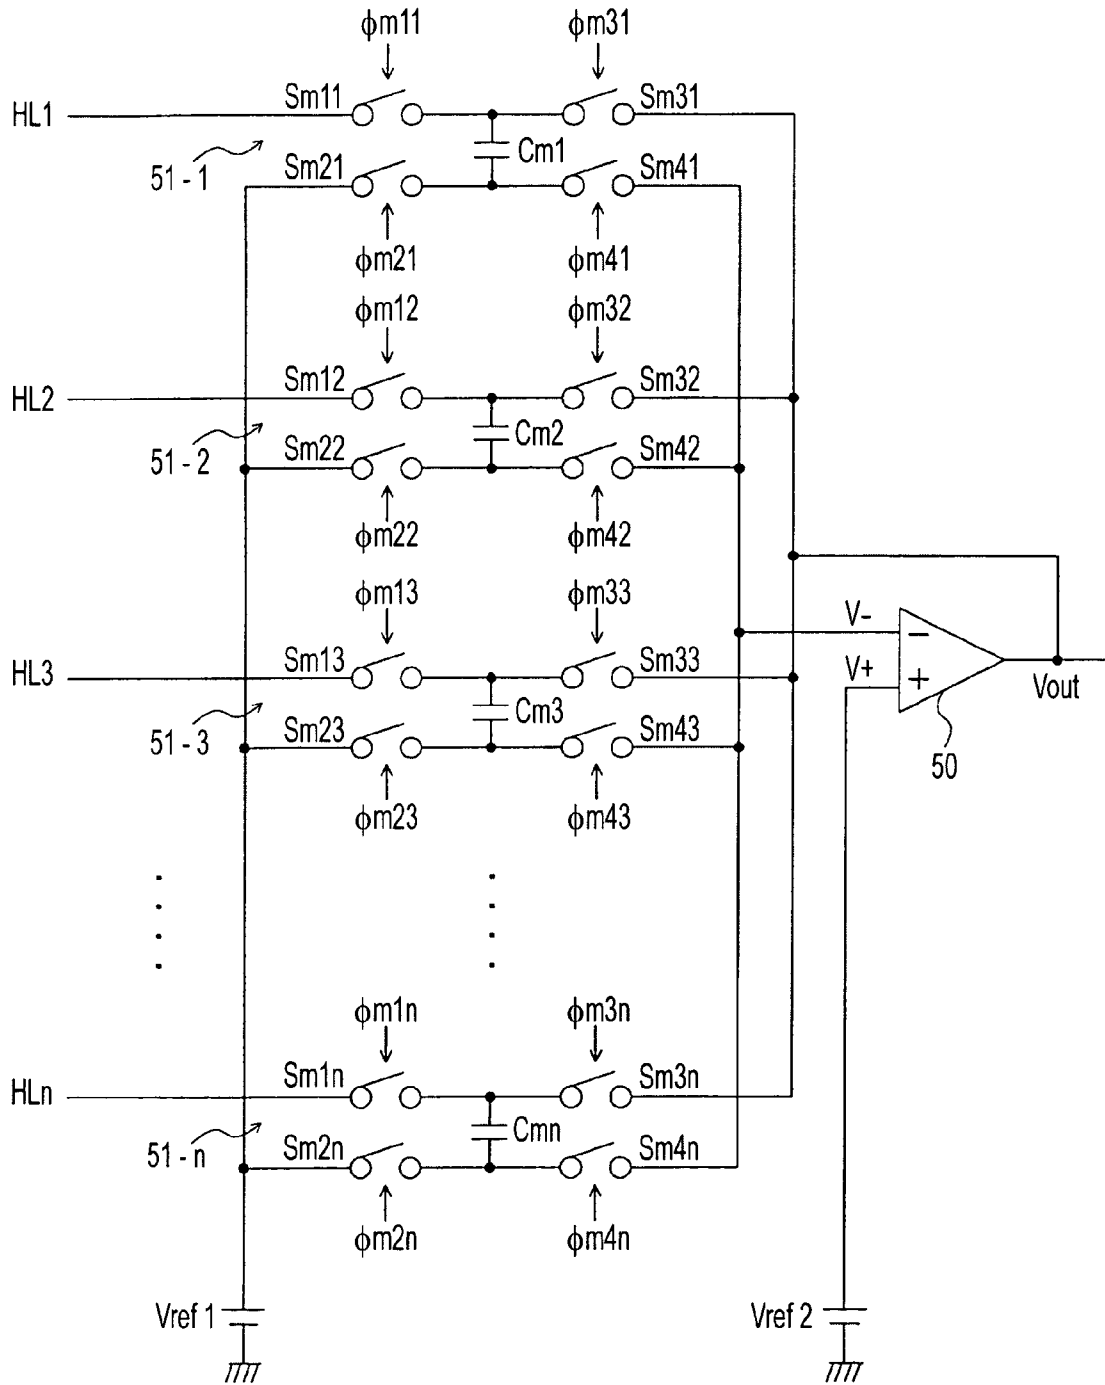 ϕm11 ϕm31
HL1 Sm11 Sm31
Cm1
51-1 Sm21 Sm41
ϕm21 ϕm41
ϕm12 ϕm32
HL2 Sm12 Sm32
Cm2
51-2 Sm22 Sm42
ϕm22 ϕm42
ϕm13 ϕm33
V− −
HL3 Sm13 Sm33 V+ +
Vout
Cm3
51-3 Sm23 Sm43 50
ϕm23 ϕm43
ϕm1n ϕm3n
HLn Sm1n Sm3n
Cmn
51-n Sm2n Sm4n
ϕm2n ϕm4n
Vref 1 Vref 2